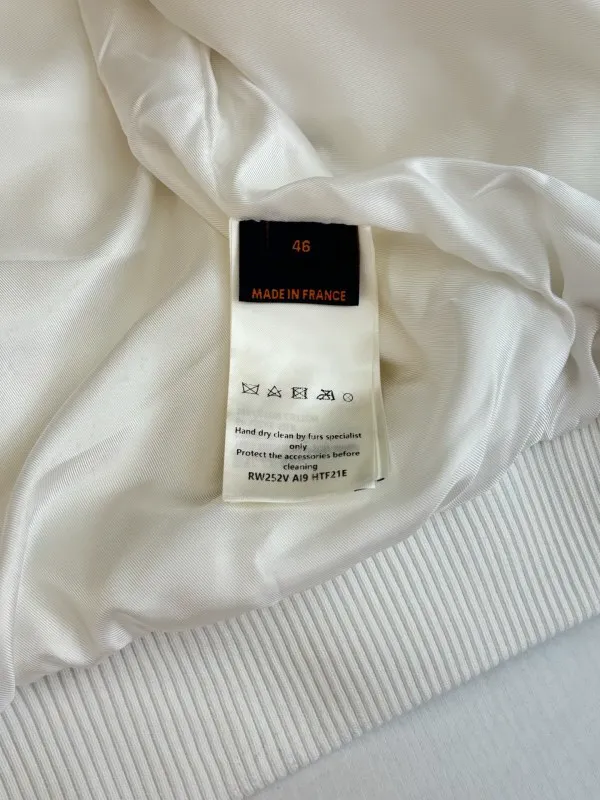 46
MADE IN FRANCE
Hand dry clean by furs specialist
only
Protect the accessories before
cleaning
RW252V AI9 HTF21E